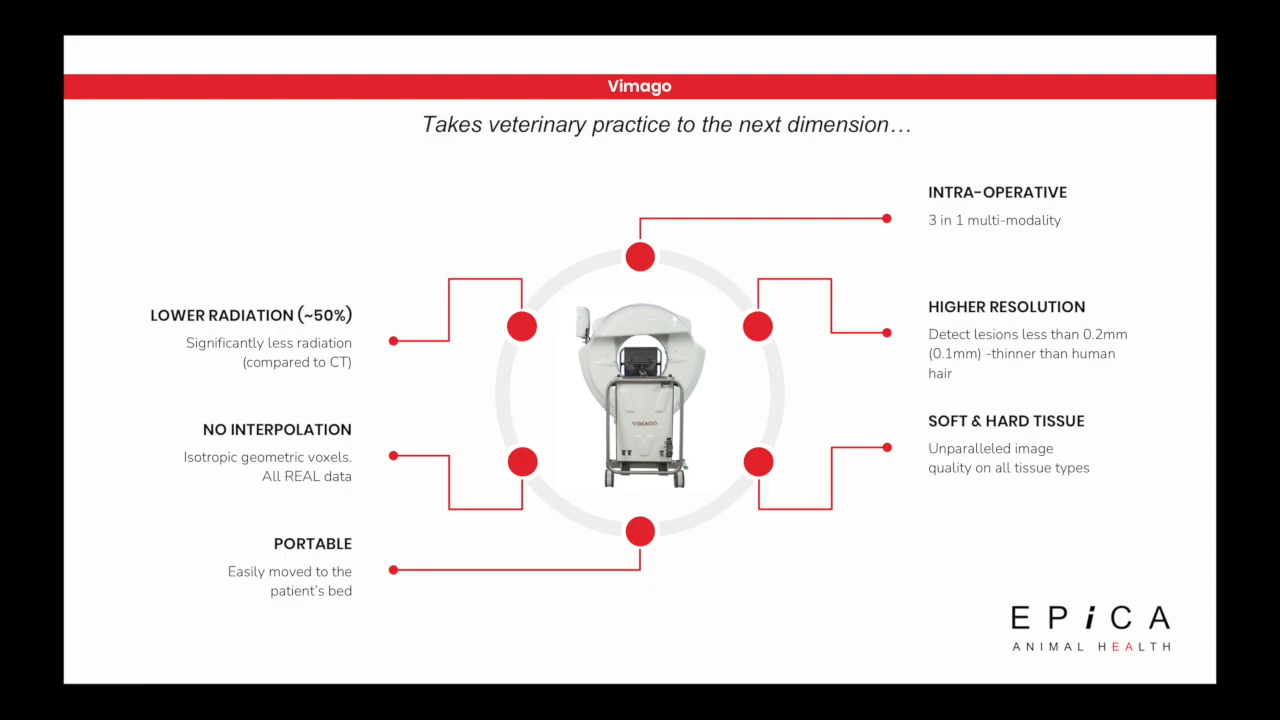 Vimago
Takes veterinary practice to the next dimension…
INTRA-OPERATIVE
3 in 1 multi-modality
LOWER RADIATION (~50%)
Significantly less radiation
(compared to CT)
HIGHER RESOLUTION
Detect lesions less than 0.2mm
(0.1mm) -thinner than human
hair
NO INTERPOLATION
Isotropic geometric voxels.
All REAL data
SOFT & HARD TISSUE
Unparalleled image
quality on all tissue types
PORTABLE
Easily moved to the
patient's bed
VIMAGO
EPiCA
ANIMAL HEALTH